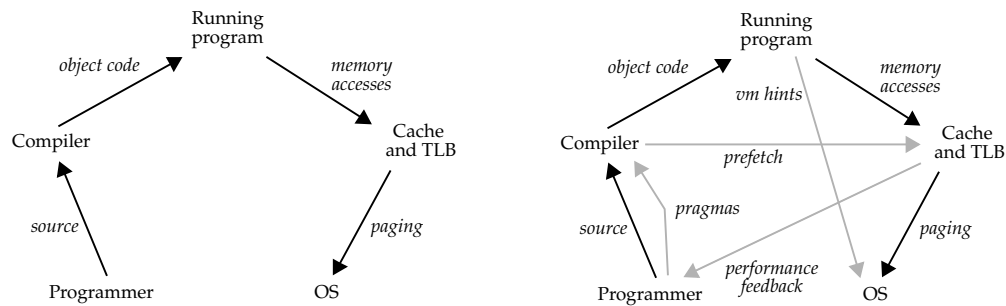 Running
program
object code
memory
accesses
Compiler
Cache
and TLB
source
paging
Programmer
OS
Running
program
object code
memory
accesses
vm hints
Compiler
prefetch
Cache
and TLB
pragmas
source
paging
performance
feedback
Programmer
OS